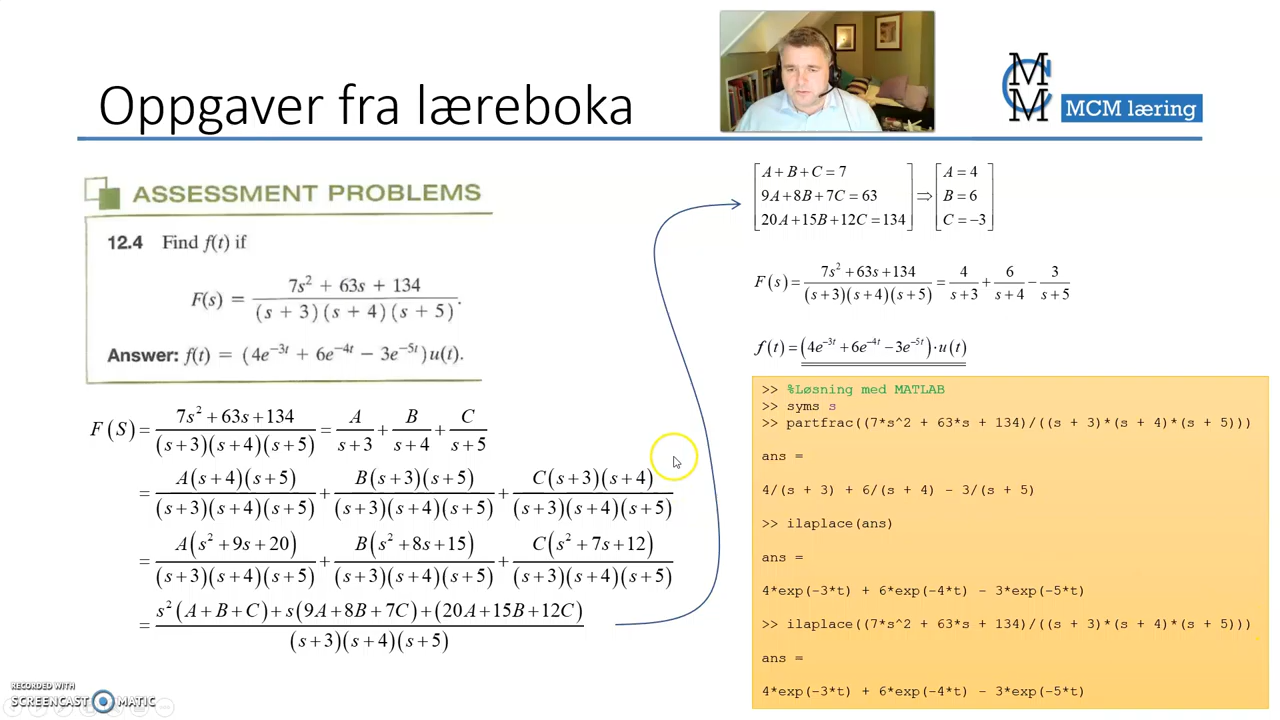 Oppgaver fra læreboka
MCM
MCM læring
ASSESSMENT PROBLEMS
12.4 Find f(t) if
F(s) = (7s² + 63s + 134) / ((s + 3)(s + 4)(s + 5)).
Answer: f(t) = (4e⁻³ᵗ + 6e⁻⁴ᵗ − 3e⁻⁵ᵗ)u(t).
F(S) = (7s²+63s+134) / ((s+3)(s+4)(s+5)) = A/(s+3) + B/(s+4) + C/(s+5)
= A(s+4)(s+5) / ((s+3)(s+4)(s+5)) + B(s+3)(s+5) / ((s+3)(s+4)(s+5)) + C(s+3)(s+4) / ((s+3)(s+4)(s+5))
= A(s²+9s+20) / ((s+3)(s+4)(s+5)) + B(s²+8s+15) / ((s+3)(s+4)(s+5)) + C(s²+7s+12) / ((s+3)(s+4)(s+5))
= (s²(A+B+C)+s(9A+8B+7C)+(20A+15B+12C)) / ((s+3)(s+4)(s+5))
[A+B+C=7 ⇒ [A=4
9A+8B+7C=63 B=6
20A+15B+12C=134] C=−3]
F(s) = (7s²+63s+134) / ((s+3)(s+4)(s+5)) = 4/(s+3) + 6/(s+4) − 3/(s+5)
f(t) = (4e⁻³ᵗ+6e⁻⁴ᵗ−3e⁻⁵ᵗ)·u(t)
>> %Løsning med MATLAB
>> syms s
>> partfrac((7*s^2 + 63*s + 134)/((s + 3)*(s + 4)*(s + 5)))
ans =
4/(s + 3) + 6/(s + 4) - 3/(s + 5)
>> ilaplace(ans)
ans =
4*exp(-3*t) + 6*exp(-4*t) - 3*exp(-5*t)
>> ilaplace((7*s^2 + 63*s + 134)/((s + 3)*(s + 4)*(s + 5)))
ans =
4*exp(-3*t) + 6*exp(-4*t) - 3*exp(-5*t)
RECORDED WITH
SCREENCAST MATIC